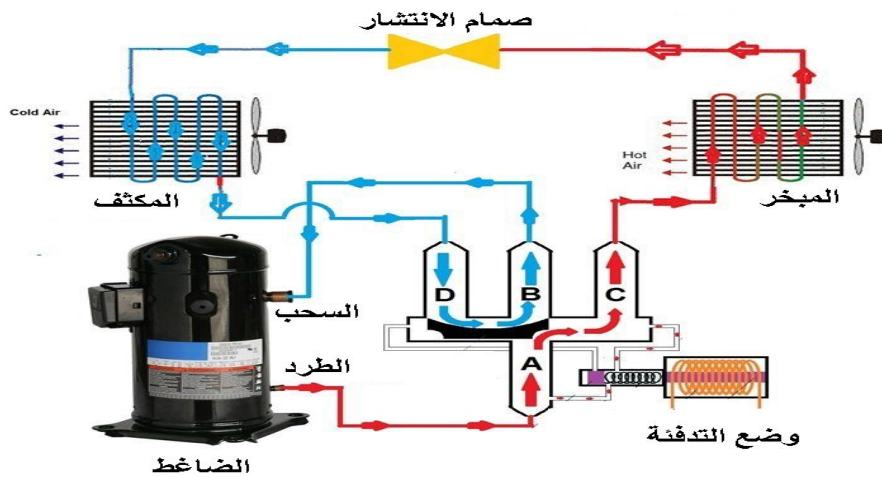 صمام الانتشار
Cold Air
Hot
Air
المكثف
المبخر
D
B
C
السحب
الطرد
A
وضع التدفئة
الضاغط